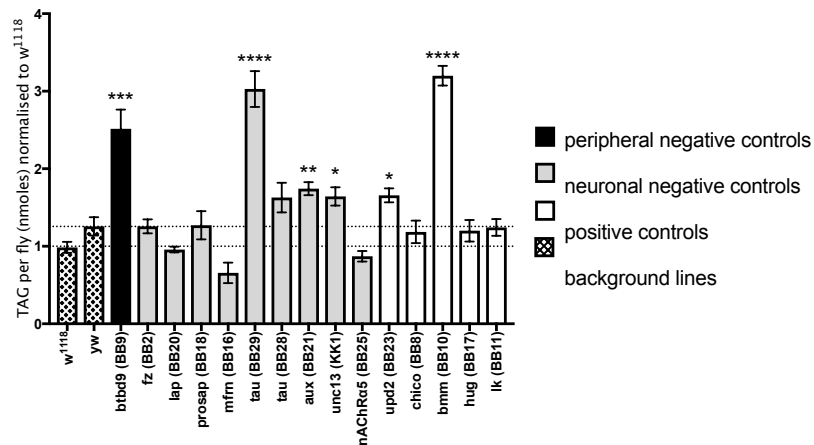 TAG per fly (nmoles) normalised to w¹¹¹⁸
4
3
2
1
0
***
****
**
*
*
****
w¹¹¹⁸
yw
btbd9 (BB9)
fz (BB2)
lap (BB20)
prosap (BB18)
mfrn (BB16)
tau (BB29)
tau (BB28)
aux (BB21)
unc13 (KK1)
nAChRα5 (BB25)
upd2 (BB23)
chico (BB8)
bmm (BB10)
hug (BB17)
lk (BB11)
peripheral negative controls
neuronal negative controls
positive controls
background lines